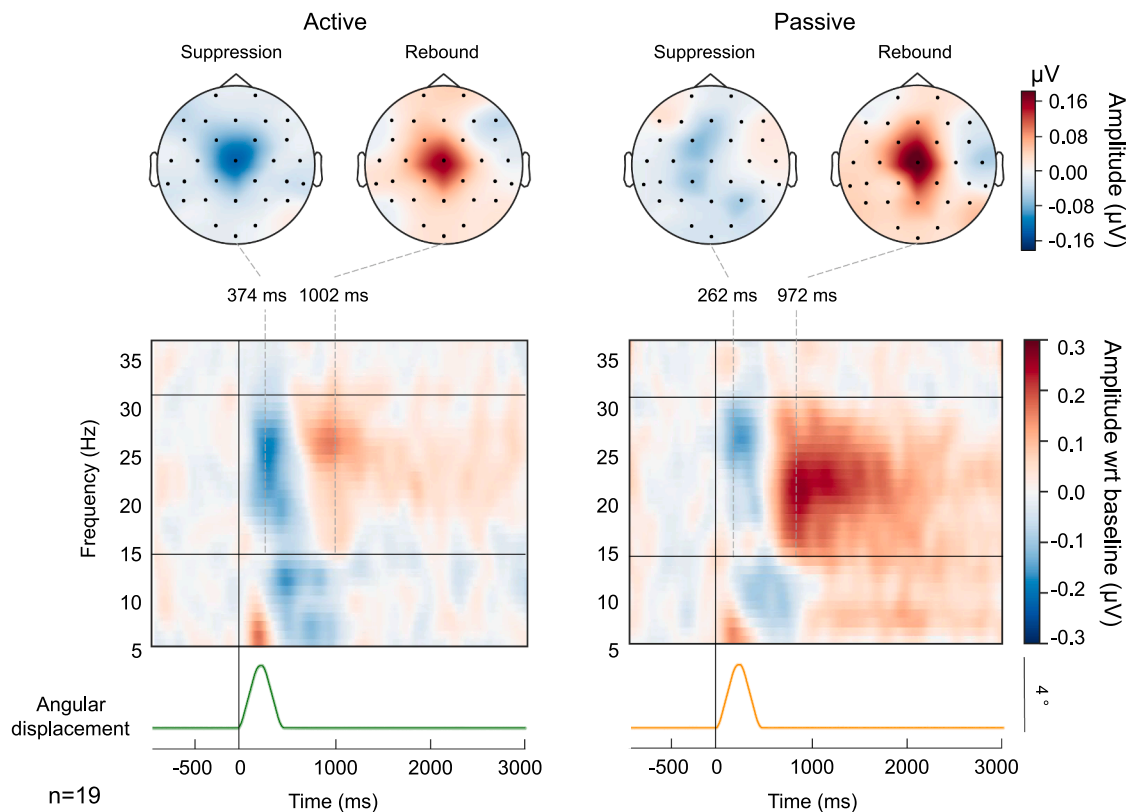 Active
Passive
Suppression
Rebound
Suppression
Rebound
µV
0.16
0.08
0.00
-0.08
-0.16
Amplitude (µV)
374 ms
1002 ms
262 ms
972 ms
35
30
25
20
15
10
5
Frequency (Hz)
35
30
25
20
15
10
5
0.3
0.2
0.1
0.0
-0.1
-0.2
-0.3
Amplitude wrt baseline (µV)
Angular
displacement
4 °
-500
0
1000
2000
3000
-500
0
1000
2000
3000
n=19
Time (ms)
Time (ms)